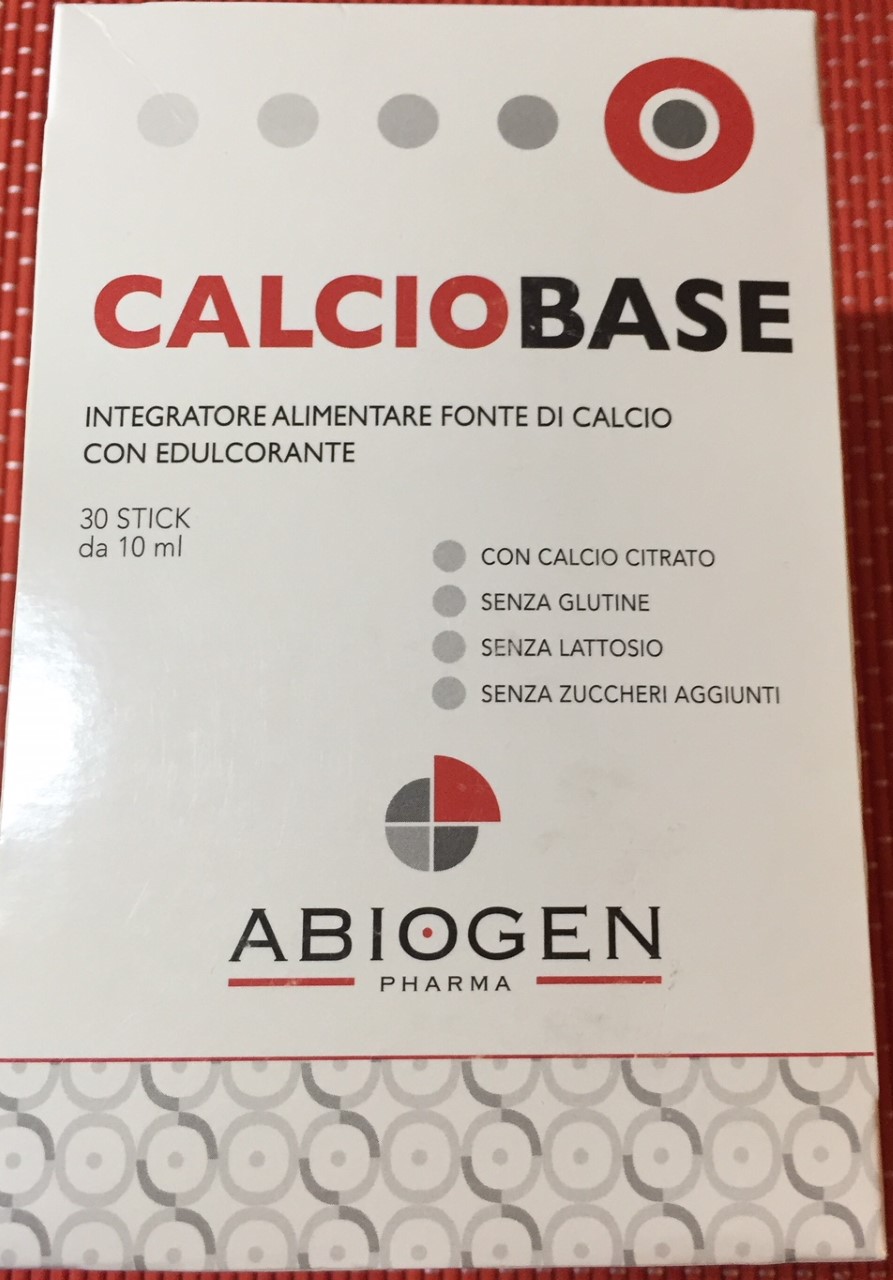 CALCIOBASE
INTEGRATORE ALIMENTARE FONTE DI CALCIO
CON EDULCORANTE
30 STICK
da 10 ml
CON CALCIO CITRATO
SENZA GLUTINE
SENZA LATTOSIO
SENZA ZUCCHERI AGGIUNTI
ABIOGEN
PHARMA